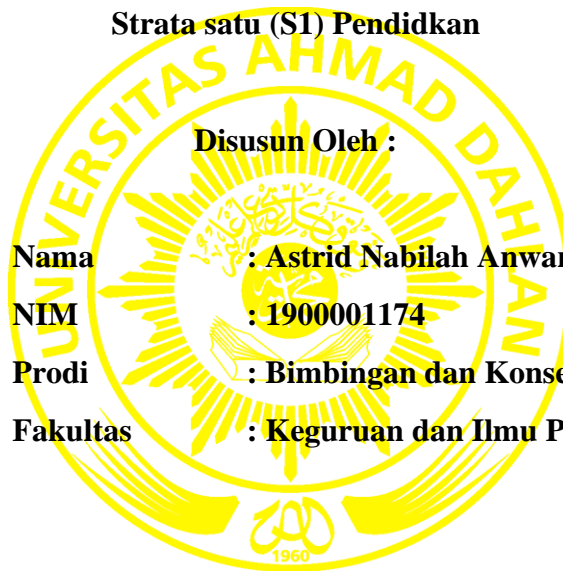 Strata satu (S1) Pendidkan
UNIVERSITAS AHMAD DAHLAN
Disusun Oleh :
Nama : Astrid Nabilah Anwar
NIM : 1900001174
Prodi : Bimbingan dan Konse
Fakultas : Keguruan dan Ilmu P
1960